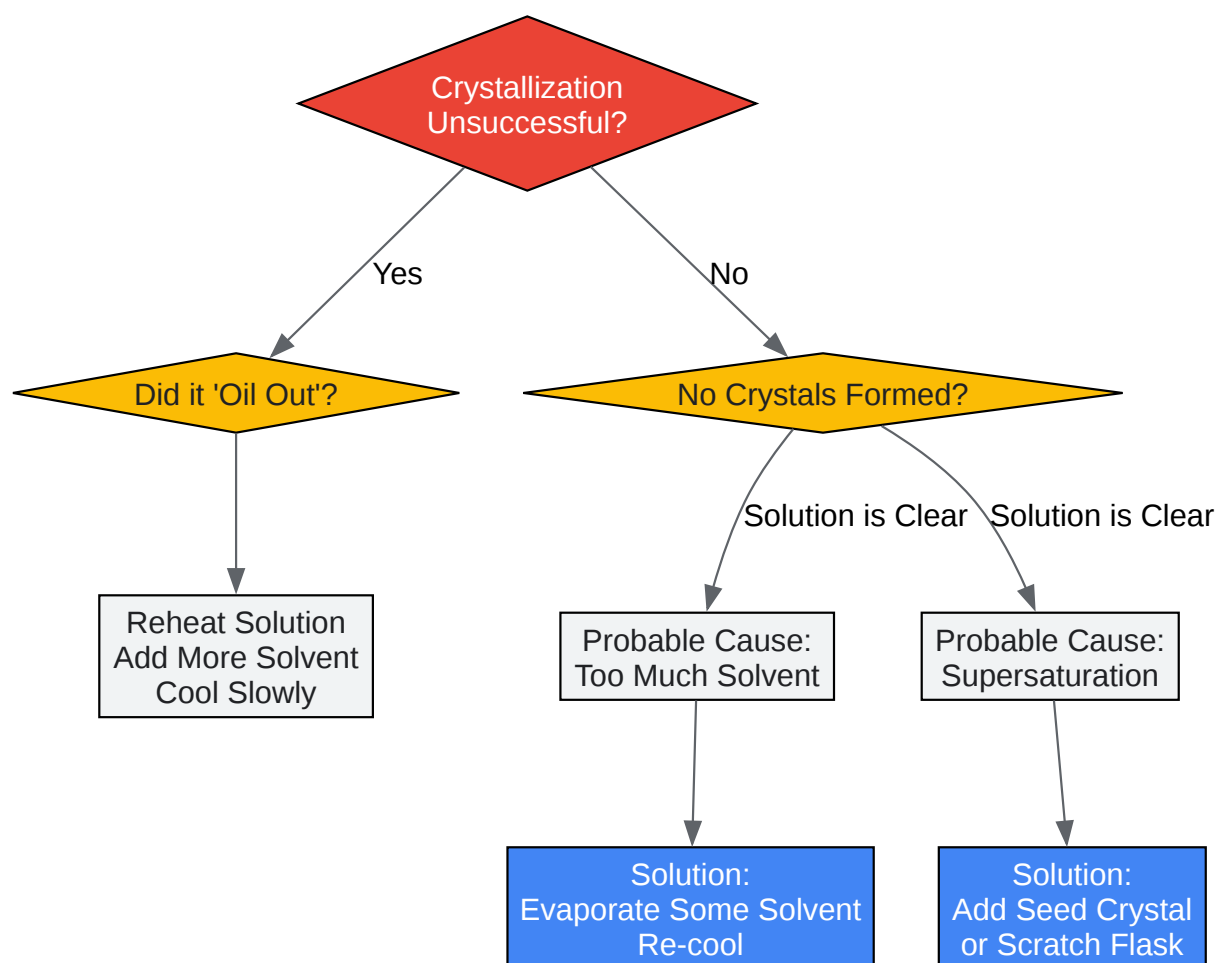 Crystallization
Unsuccessful?
Yes
No
Did it 'Oil Out'?
No Crystals Formed?
Solution is Clear
Solution is Clear
Reheat Solution
Add More Solvent
Cool Slowly
Probable Cause:
Too Much Solvent
Probable Cause:
Supersaturation
Solution:
Evaporate Some Solvent
Re-cool
Solution:
Add Seed Crystal
or Scratch Flask